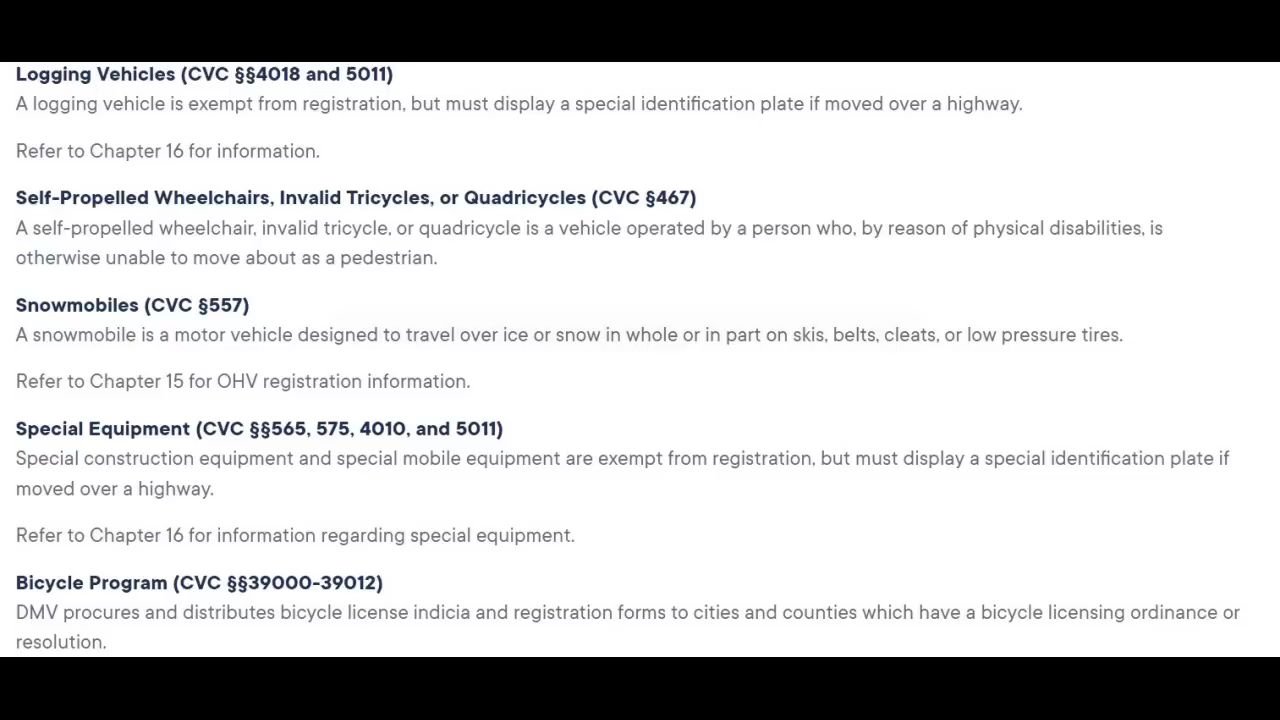 Logging Vehicles (CVC §§4018 and 5011)
A logging vehicle is exempt from registration, but must display a special identification plate if moved over a highway.
Refer to Chapter 16 for information.
Self-Propelled Wheelchairs, Invalid Tricycles, or Quadricycles (CVC §467)
A self-propelled wheelchair, invalid tricycle, or quadricycle is a vehicle operated by a person who, by reason of physical disabilities, is
otherwise unable to move about as a pedestrian.
Snowmobiles (CVC §557)
A snowmobile is a motor vehicle designed to travel over ice or snow in whole or in part on skis, belts, cleats, or low pressure tires.
Refer to Chapter 15 for OHV registration information.
Special Equipment (CVC §§565, 575, 4010, and 5011)
Special construction equipment and special mobile equipment are exempt from registration, but must display a special identification plate if
moved over a highway.
Refer to Chapter 16 for information regarding special equipment.
Bicycle Program (CVC §§39000-39012)
DMV procures and distributes bicycle license indicia and registration forms to cities and counties which have a bicycle licensing ordinance or
resolution.